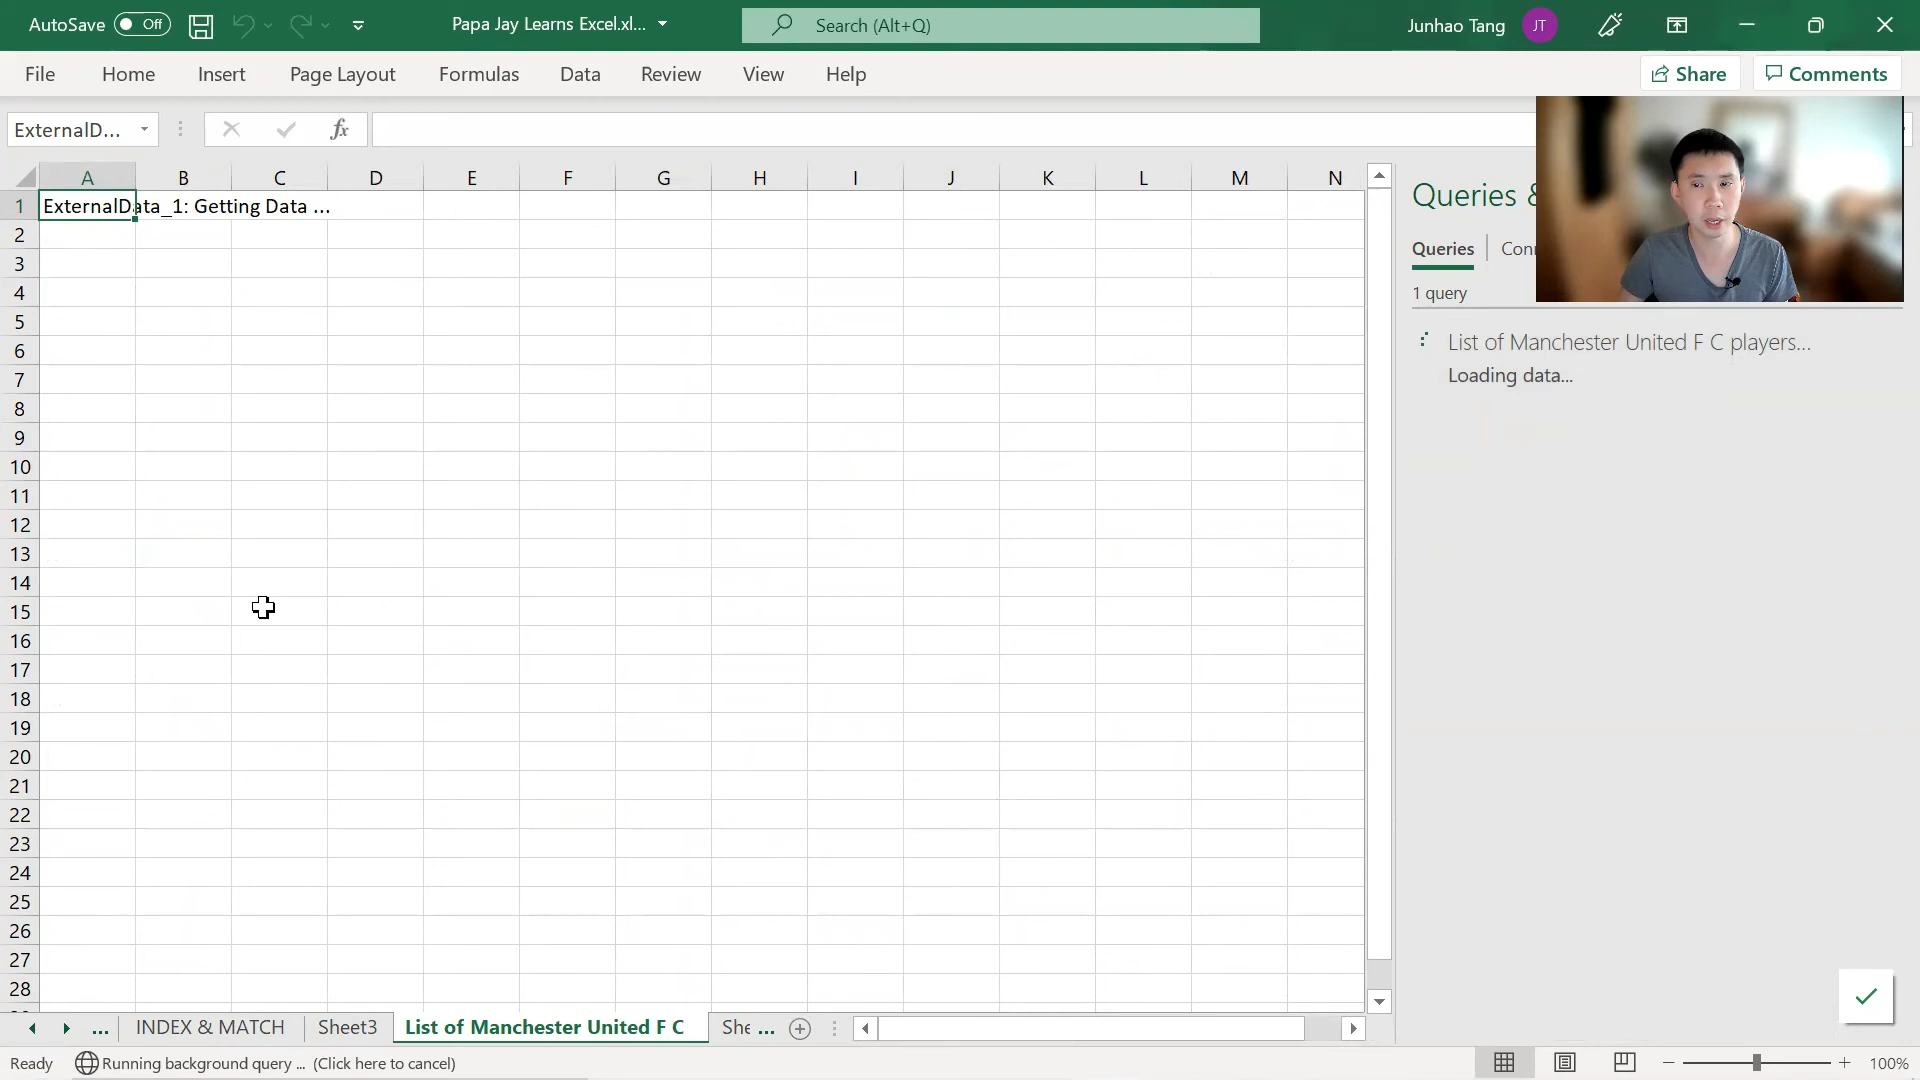 AutoSave Off Papa Jay Learns Excel.xl... Search (Alt+Q) Junhao Tang JT
File Home Insert Page Layout Formulas Data Review View Help Share Comments
ExternalD... fx
A B C D E F G H I J K L M N
1 ExternalData_1: Getting Data ...
2
3
4
5
6
7
8
9
10
11
12
13
14
15
16
17
18
19
20
21
22
23
24
25
26
27
28
Queries &
Queries
1 query
List of Manchester United F C players...
Loading data...
... INDEX & MATCH Sheet3 List of Manchester United F C She ...
Ready Running background query ... (Click here to cancel) 100%